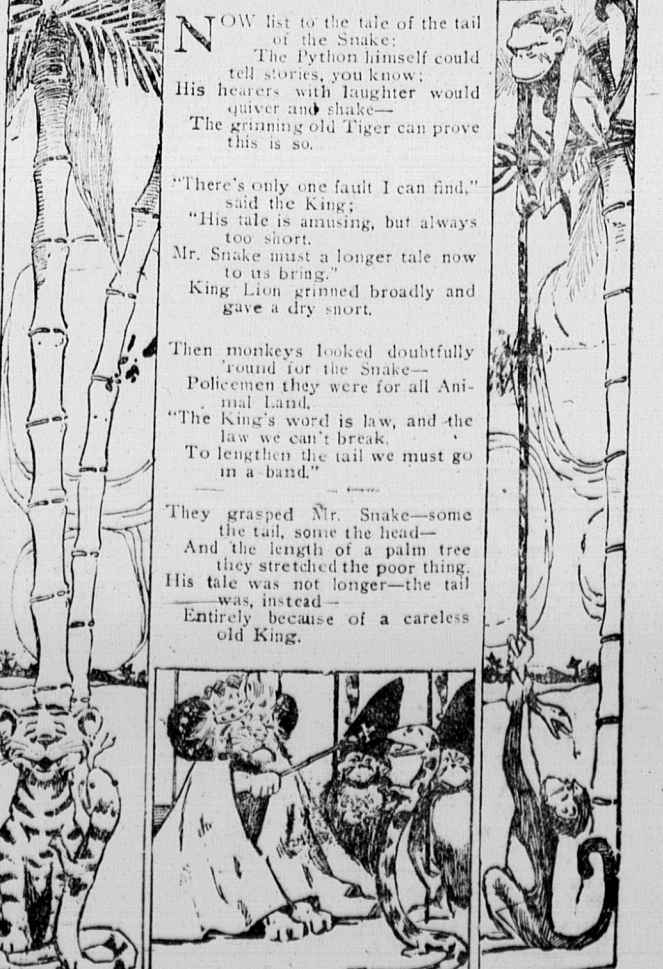 NOW list to the tale of the tail
of the Snake;
The Python himself could
tell stories, you know;
His hearers with laughter would
quiver and shake—
The grinning old Tiger can prove
this is so.
"There's only one fault I can find,"
said the King;
"His tale is amusing, but always
too short.
Mr. Snake must a longer tale now
to us bring."
King Lion grinned broadly and
gave a dry snort.
Then monkeys looked doubtfully
'round for the Snake—
Policemen they were for all Ani-
mal Land.
"The King's word is law, and the
law we can't break.
To lengthen the tail we must go
in a band."
They grasped Mr. Snake—some
the tail, some the head—
And the length of a palm tree
they stretched the poor thing.
His tale was not longer—the tail
was, instead—
Entirely because of a careless
old King.